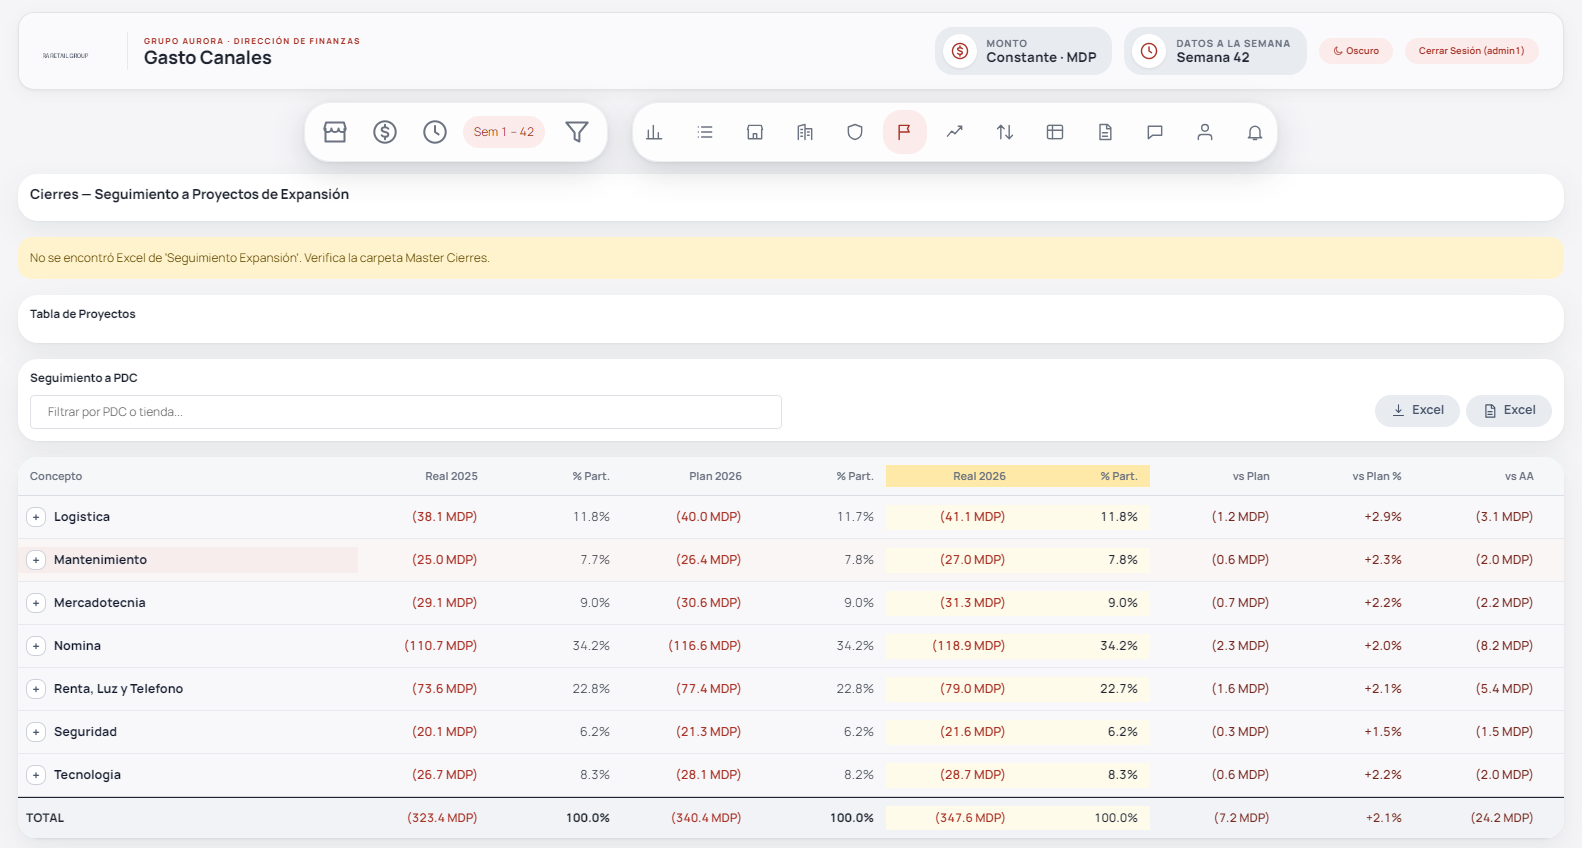 RETAIL GROUP
GRUPO AURORA · DIRECCIÓN DE FINANZAS
Gasto Canales
MONTO
Constante · MDP
DATOS A LA SEMANA
Semana 42
Oscuro
Cerrar Sesión (admin1)
Sem 1 – 42
Cierres — Seguimiento a Proyectos de Expansión
No se encontró Excel de 'Seguimiento Expansión'. Verifica la carpeta Master Cierres.
Tabla de Proyectos
Seguimiento a PDC
Filtrar por PDC o tienda...
Excel
Excel
Concepto Real 2025 % Part. Plan 2026 % Part. Real 2026 % Part. vs Plan vs Plan % vs AA
+ Logistica (38.1 MDP) 11.8% (40.0 MDP) 11.7% (41.1 MDP) 11.8% (1.2 MDP) +2.9% (3.1 MDP)
+ Mantenimiento (25.0 MDP) 7.7% (26.4 MDP) 7.8% (27.0 MDP) 7.8% (0.6 MDP) +2.3% (2.0 MDP)
+ Mercadotecnia (29.1 MDP) 9.0% (30.6 MDP) 9.0% (31.3 MDP) 9.0% (0.7 MDP) +2.2% (2.2 MDP)
+ Nomina (110.7 MDP) 34.2% (116.6 MDP) 34.2% (118.9 MDP) 34.2% (2.3 MDP) +2.0% (8.2 MDP)
+ Renta, Luz y Telefono (73.6 MDP) 22.8% (77.4 MDP) 22.8% (79.0 MDP) 22.7% (1.6 MDP) +2.1% (5.4 MDP)
+ Seguridad (20.1 MDP) 6.2% (21.3 MDP) 6.2% (21.6 MDP) 6.2% (0.3 MDP) +1.5% (1.5 MDP)
+ Tecnologia (26.7 MDP) 8.3% (28.1 MDP) 8.2% (28.7 MDP) 8.3% (0.6 MDP) +2.2% (2.0 MDP)
TOTAL (323.4 MDP) 100.0% (340.4 MDP) 100.0% (347.6 MDP) 100.0% (7.2 MDP) +2.1% (24.2 MDP)